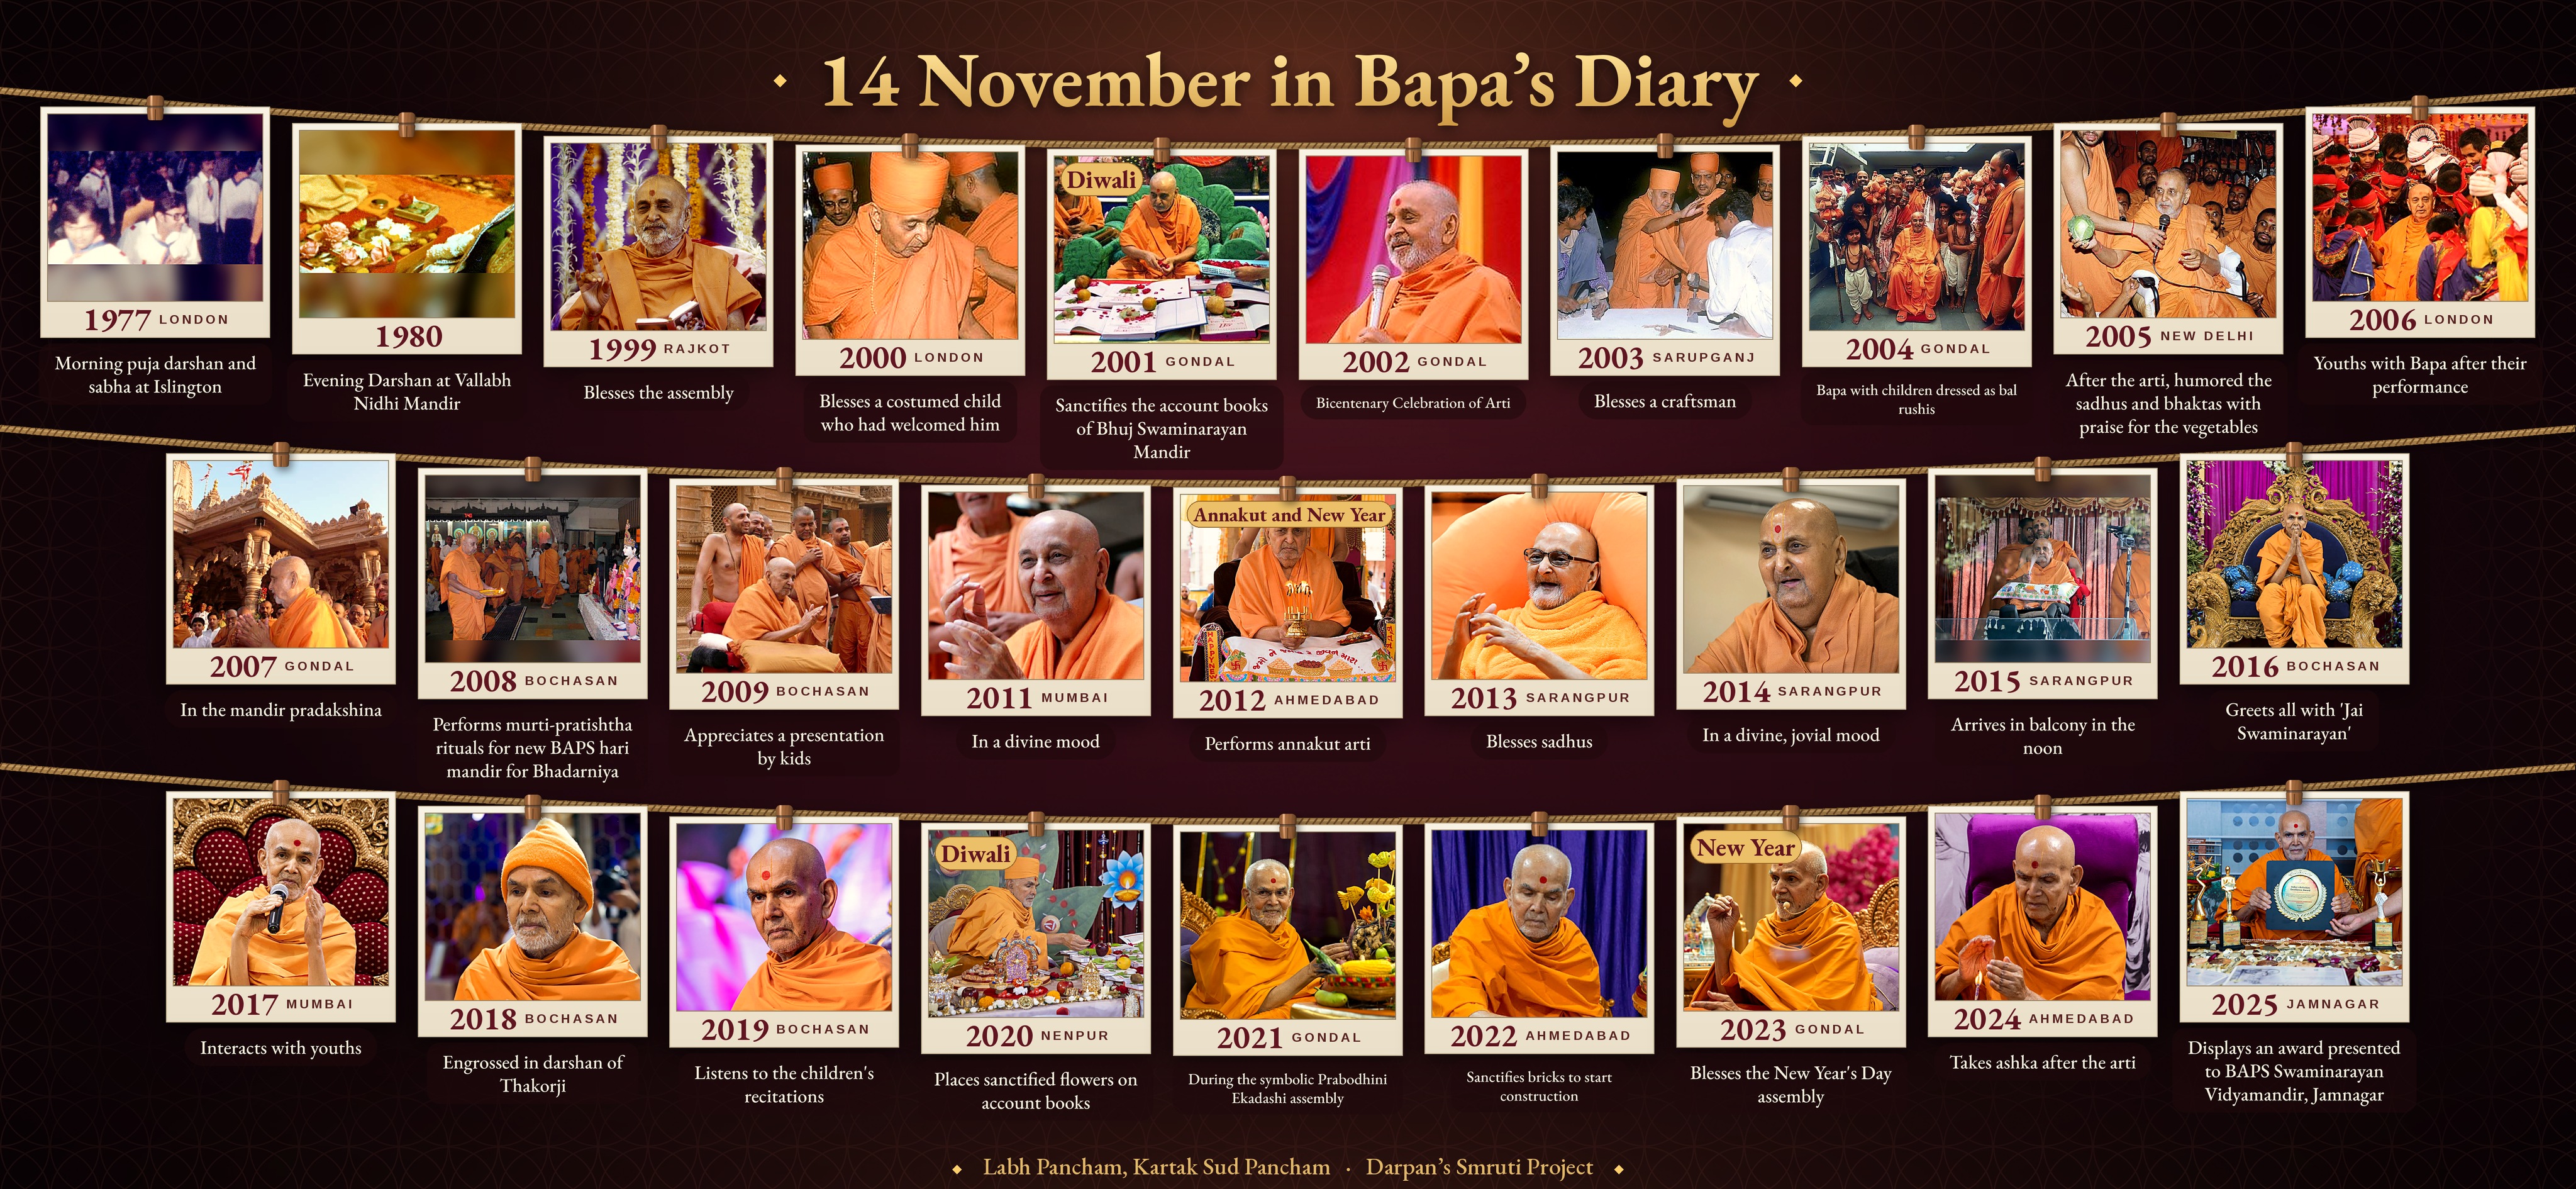 14 November in Bapa’s Diary
1977 LONDON
Morning puja darshan and
sabha at Islington
1980
Evening Darshan at Vallabh
Nidhi Mandir
1999 RAJKOT
Blesses the assembly
2000 LONDON
Blesses a costumed child
who had welcomed him
Diwali
2001 GONDAL
Sanctifies the account books
of Bhuj Swaminarayan
Mandir
2002 GONDAL
Bicentenary Celebration of Arti
2003 SARUPGANJ
Blesses a craftsman
2004 GONDAL
Bapa with children dressed as bal
rushis
2005 NEW DELHI
After the arti, humored the
sadhus and bhaktas with
praise for the vegetables
2006 LONDON
Youths with Bapa after their
performance
2007 GONDAL
In the mandir pradakshina
2008 BOCHASAN
Performs murti-pratishtha
rituals for new BAPS hari
mandir for Bhadarniya
2009 BOCHASAN
Appreciates a presentation
by kids
2011 MUMBAI
In a divine mood
Annakut and New Year
2012 AHMEDABAD
Performs annakut arti
2013 SARANGPUR
Blesses sadhus
2014 SARANGPUR
In a divine, jovial mood
2015 SARANGPUR
Arrives in balcony in the
noon
2016 BOCHASAN
Greets all with 'Jai
Swaminarayan'
2017 MUMBAI
Interacts with youths
2018 BOCHASAN
Engrossed in darshan of
Thakorji
2019 BOCHASAN
Listens to the children's
recitations
Diwali
2020 NENPUR
Places sanctified flowers on
account books
2021 GONDAL
During the symbolic Prabodhini
Ekadashi assembly
2022 AHMEDABAD
Sanctifies bricks to start
construction
New Year
2023 GONDAL
Blesses the New Year's Day
assembly
2024 AHMEDABAD
Takes ashka after the arti
2025 JAMNAGAR
Displays an award presented
to BAPS Swaminarayan
Vidyamandir, Jamnagar
Labh Pancham, Kartak Sud Pancham · Darpan’s Smruti Project